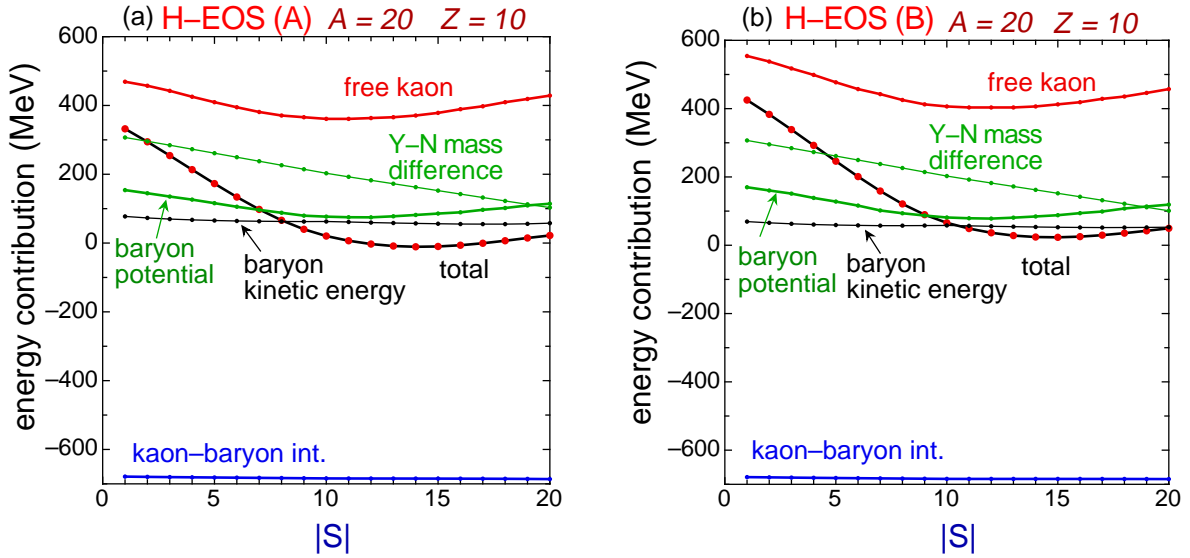 (a) H–EOS (A) A = 20 Z = 10
energy contribution (MeV)
600
400
200
0
−200
−400
−600
free kaon
Y–N mass
difference
baryon
potential
baryon
kinetic energy
total
kaon–baryon int.
0
5
10
15
20
|S|
(b) H–EOS (B) A = 20 Z = 10
energy contribution (MeV)
600
400
200
0
−200
−400
−600
free kaon
Y–N mass
difference
baryon
potential
baryon
kinetic energy
total
kaon–baryon int.
0
5
10
15
20
|S|